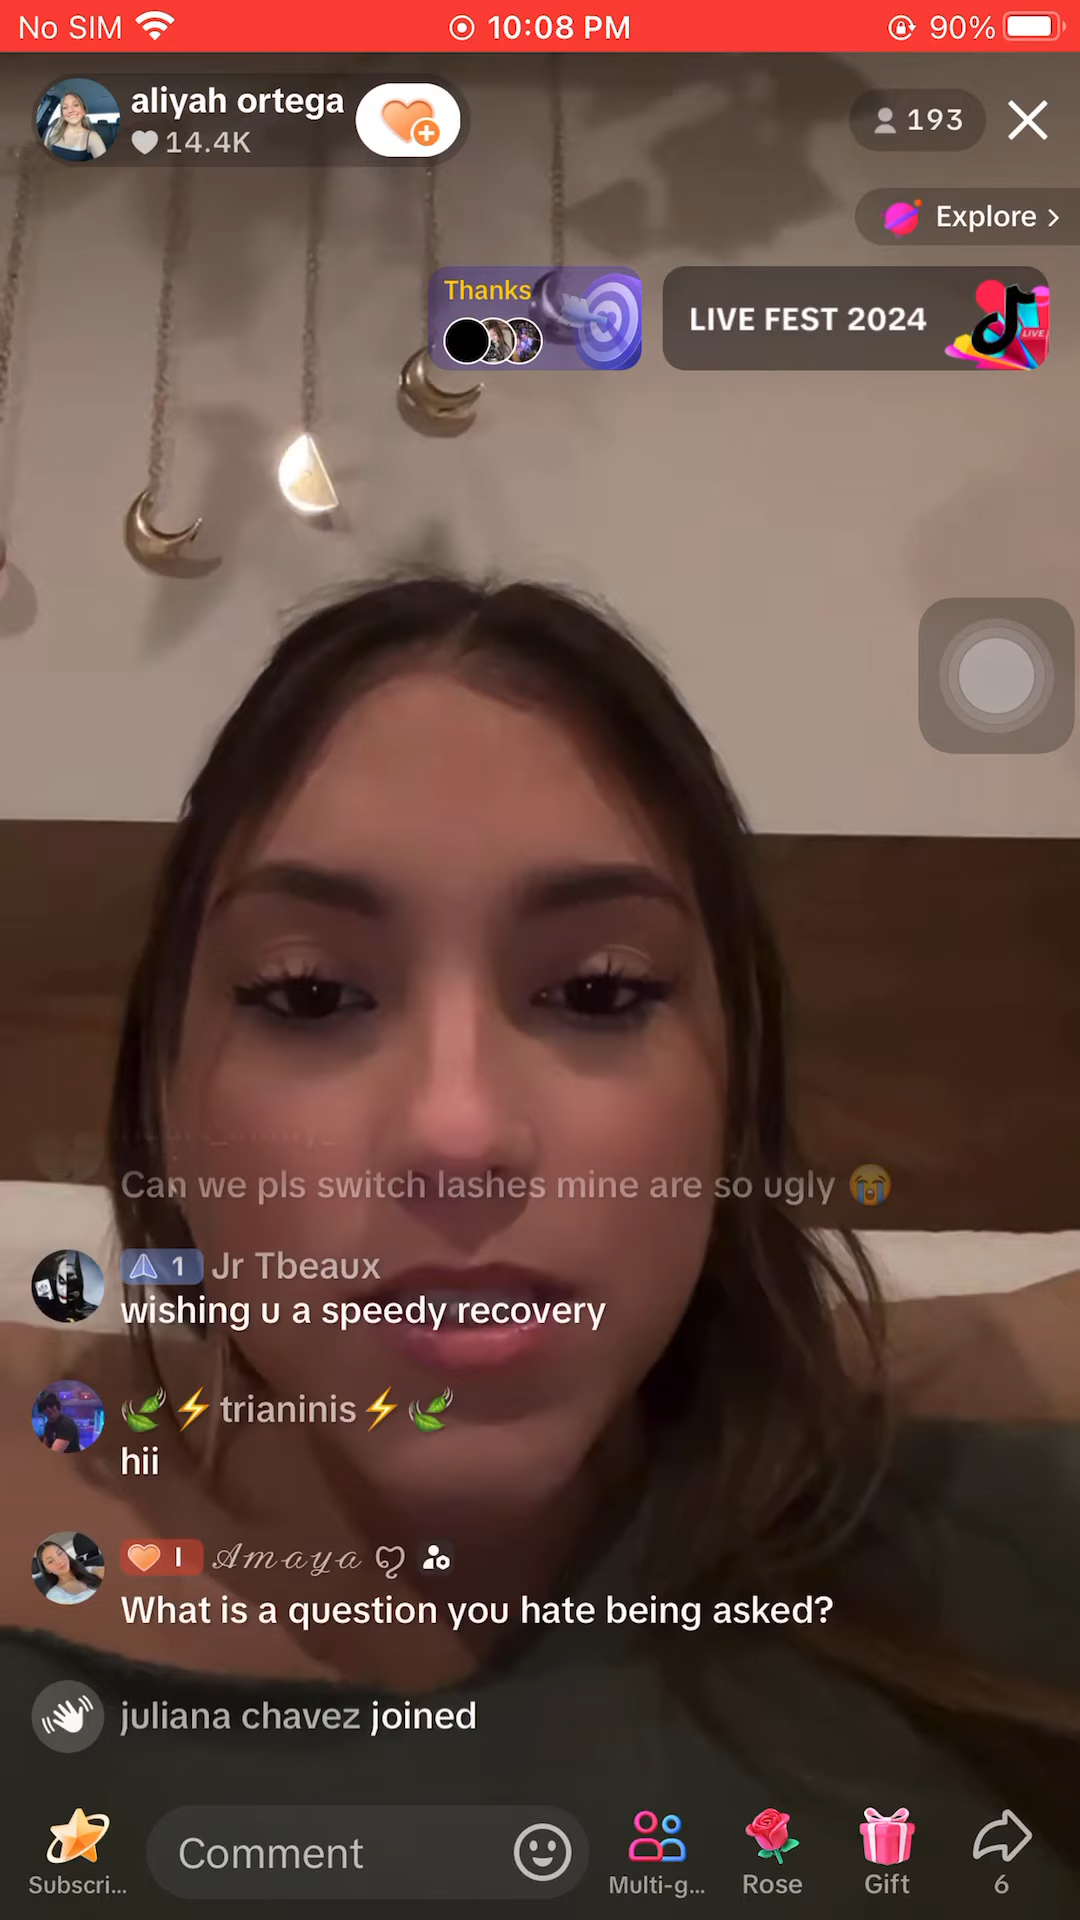 No SIM
10:08 PM
90%
aliyah ortega
14.4K
193
Explore
Thanks
LIVE FEST 2024
LIVE
Can we pls switch lashes mine are so ugly 😭
1 Jr Tbeaux
wishing u a speedy recovery
🍃⚡trianinis⚡🍃
hii
I 𝒜𝓂𝒶𝓎𝒶 ღ
What is a question you hate being asked?
juliana chavez joined
Subscri...
Comment
Multi-g...
Rose
Gift
6